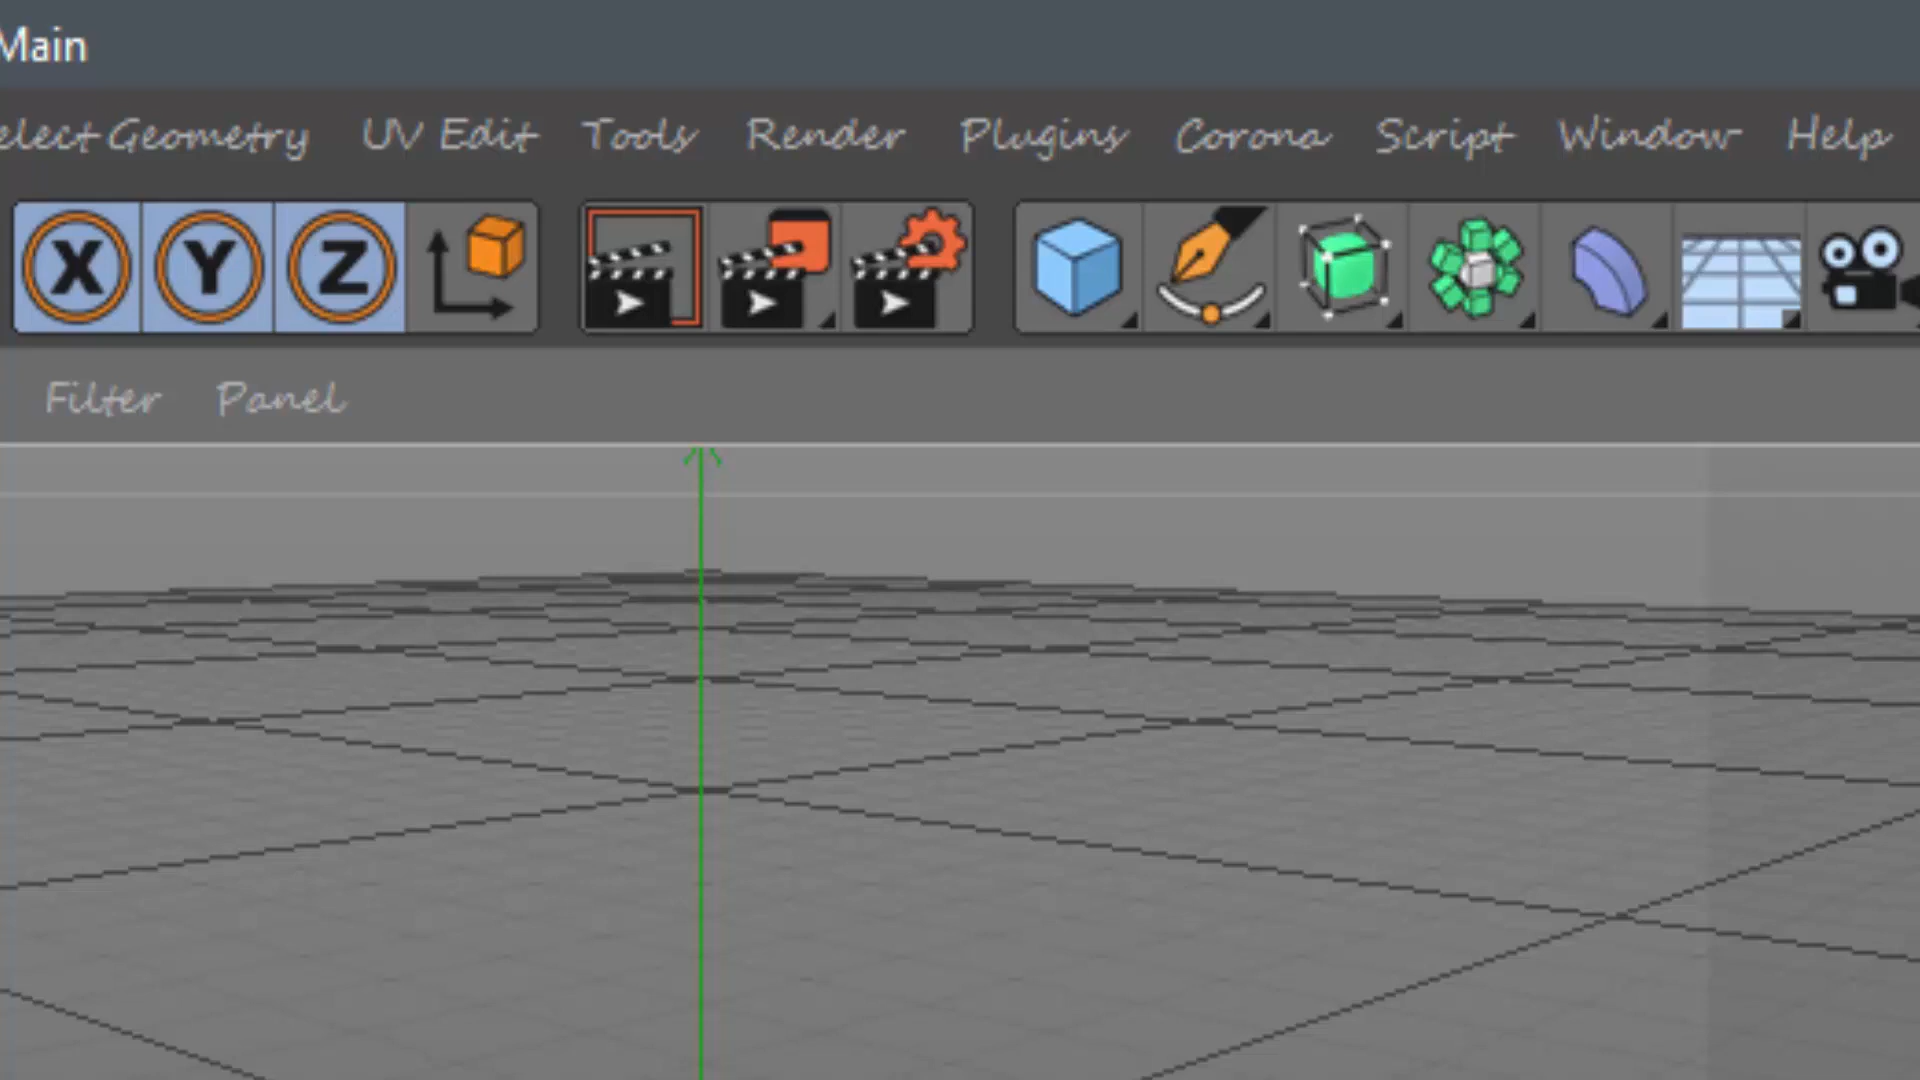 Main
elect Geometry UV Edit Tools Render Plugins Corona Script Window Help
X Y Z
Filter Panel